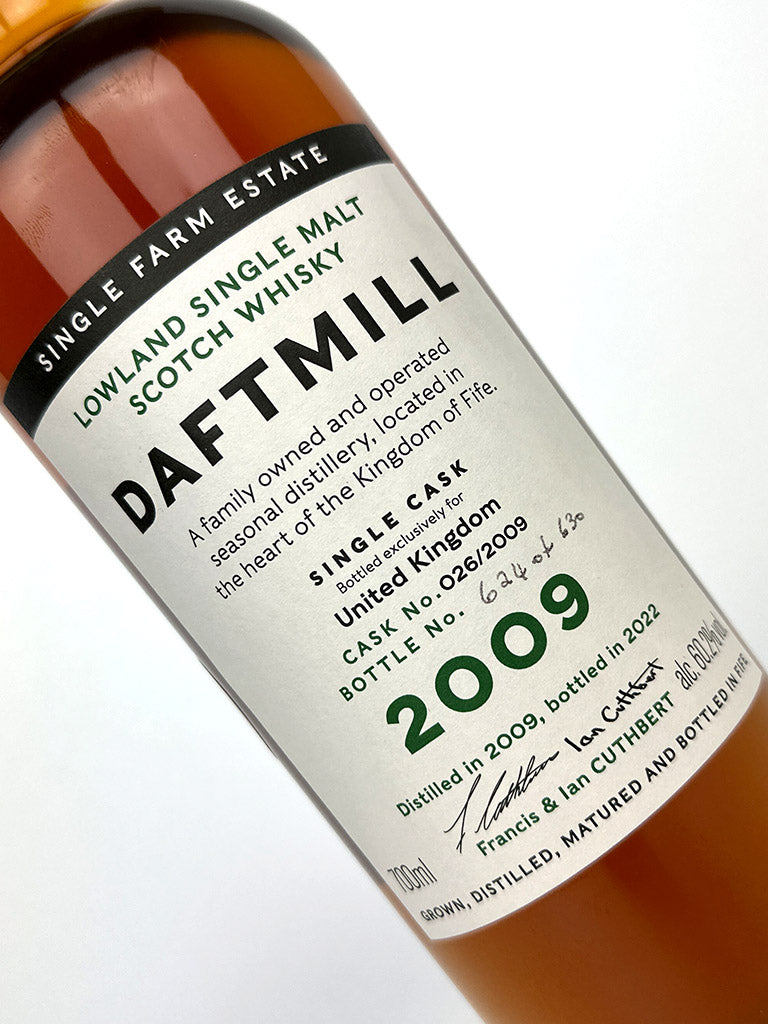 SINGLE FARM ESTATE
LOWLAND SINGLE MALT
SCOTCH WHISKY
DAFTMILL
A family owned and operated
seasonal distillery, located in
the heart of the Kingdom of Fife.
SINGLE CASK
Bottled exclusively for
United Kingdom
CASK No. 026/2009
BOTTLE No. 624 of 630
2009
Distilled in 2009, bottled in 2022
F Cuthbert Ian Cuthbert
Francis & Ian CUTHBERT
700ml alc. 60.2% vol
GROWN, DISTILLED, MATURED AND BOTTLED IN FIFE